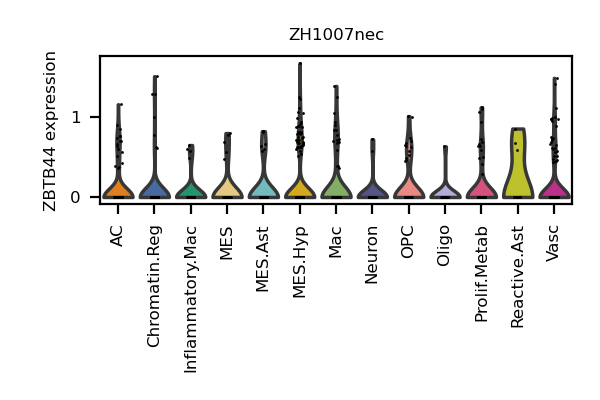 ZH1007nec
ZBTB44 expression
1
0
AC
Chromatin.Reg
Inflammatory.Mac
MES
MES.Ast
MES.Hyp
Mac
Neuron
OPC
Oligo
Prolif.Metab
Reactive.Ast
Vasc